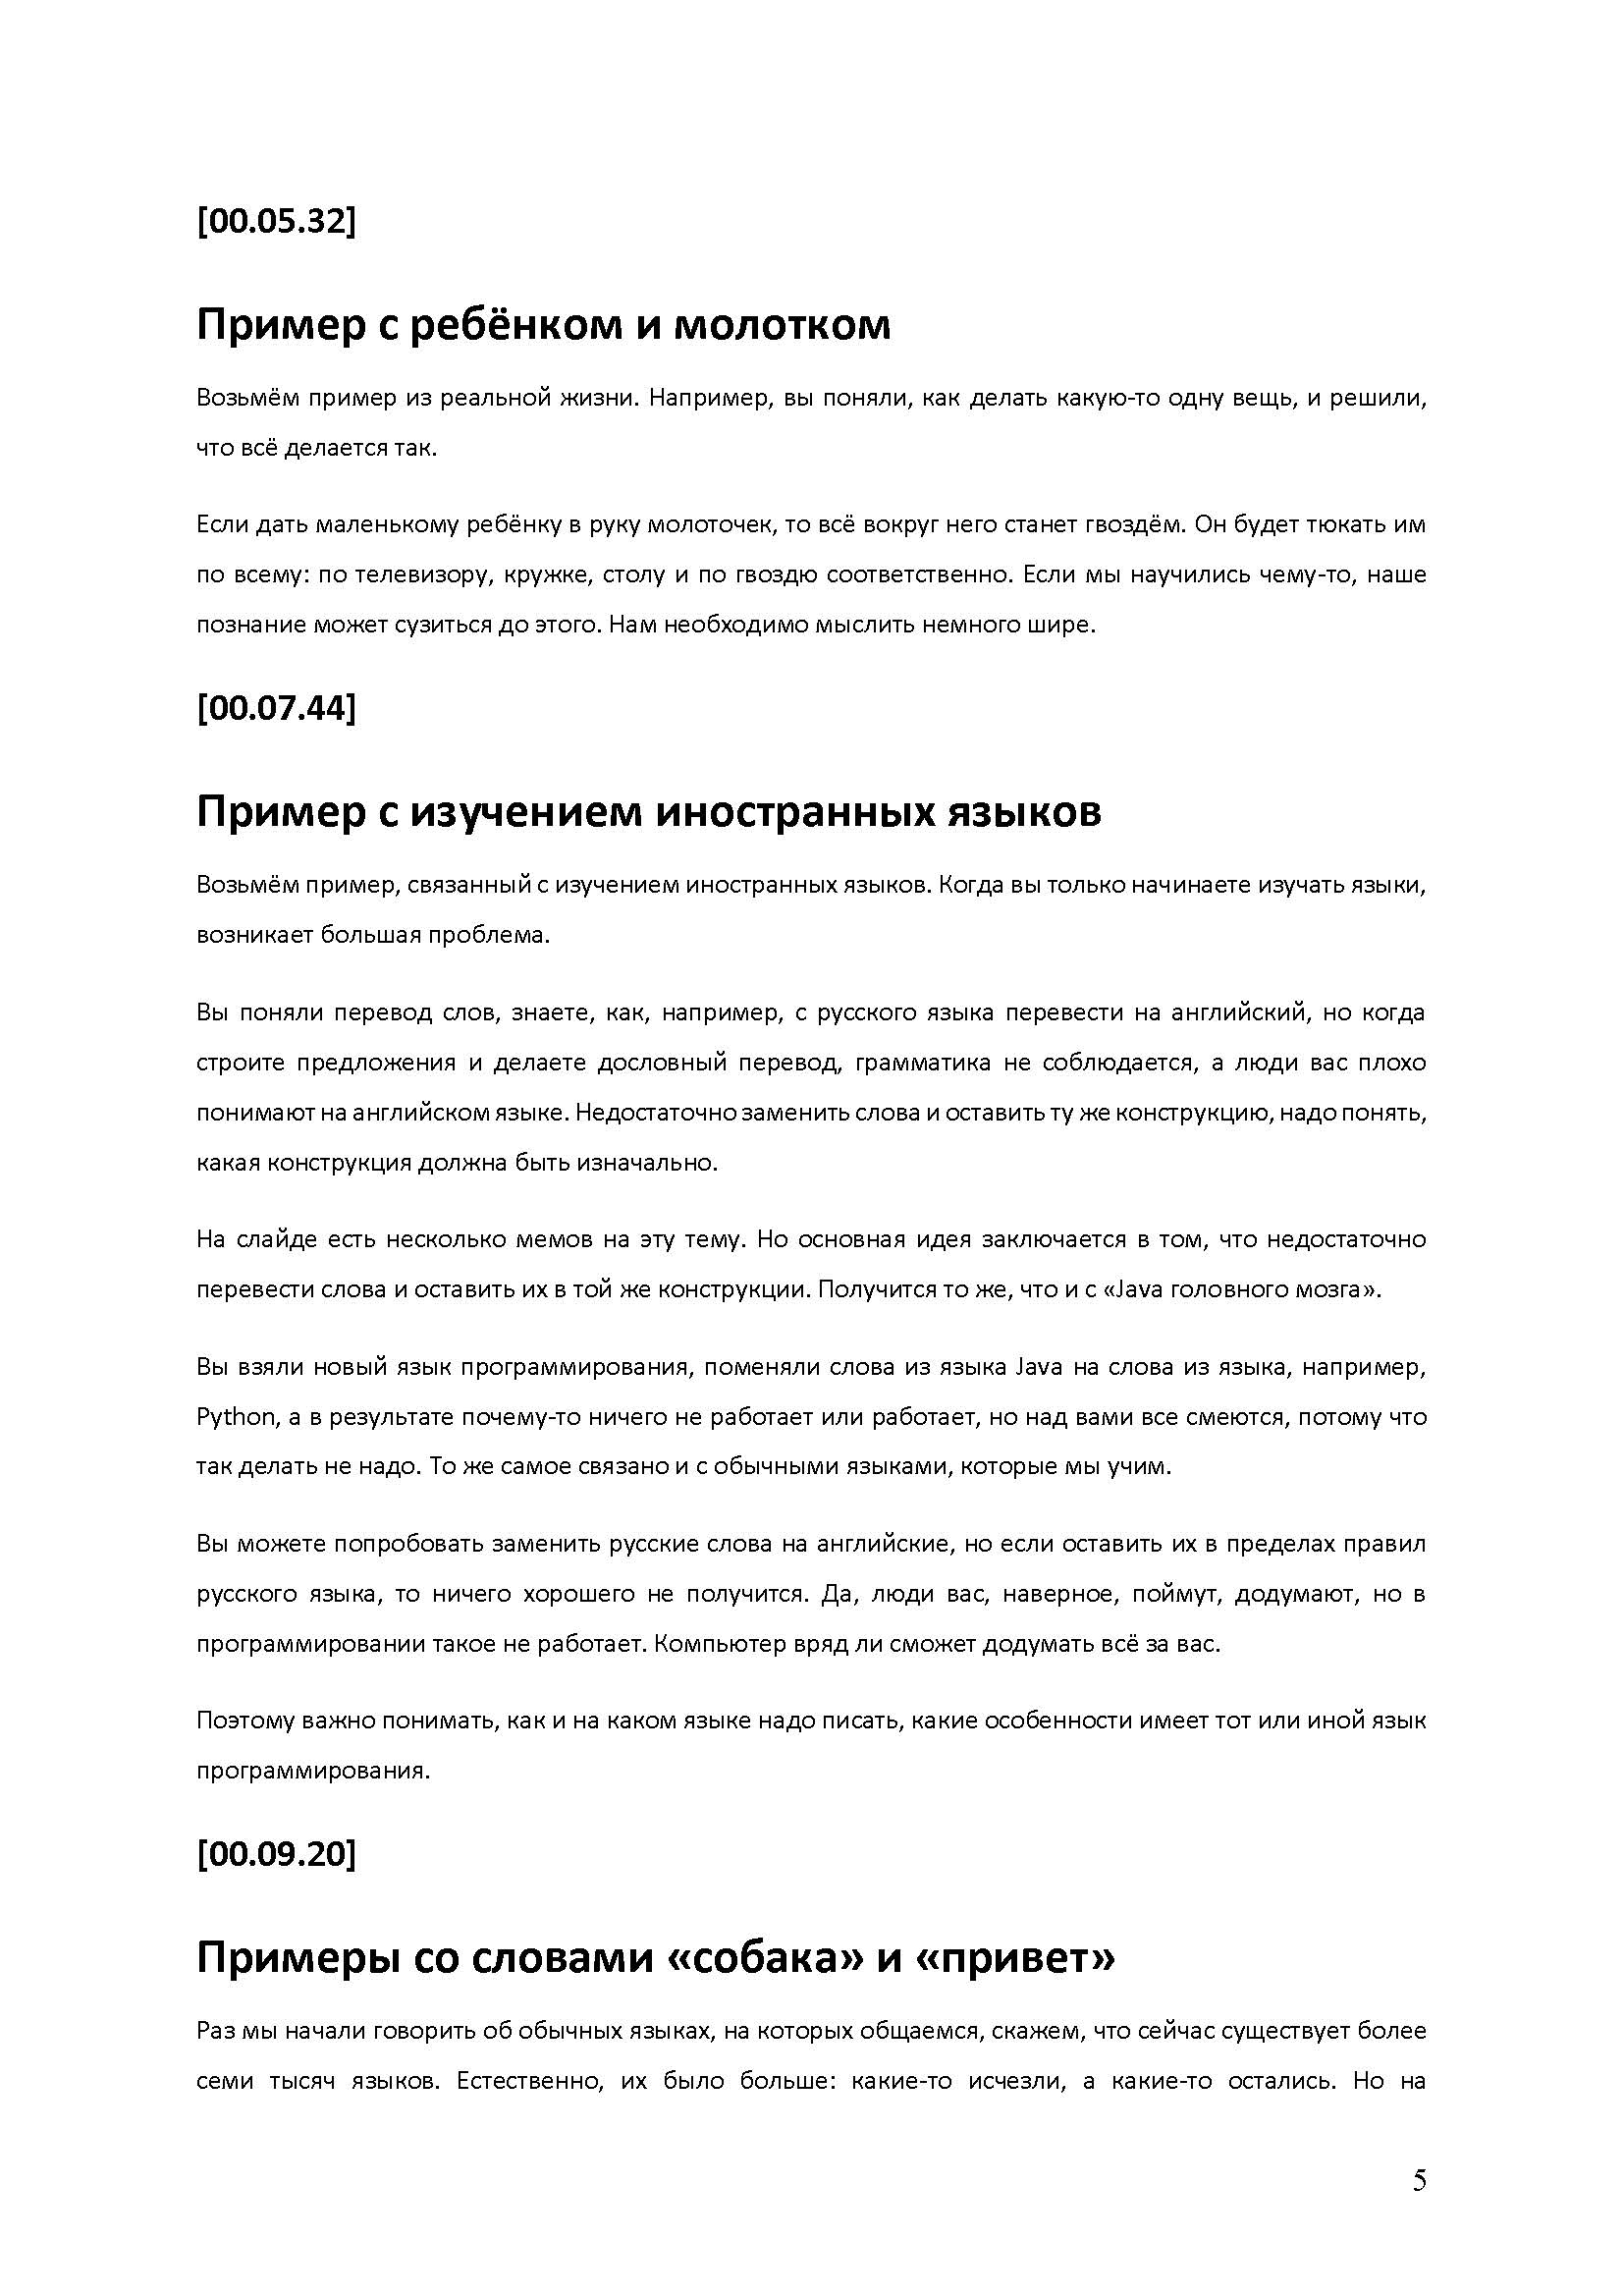 [00.05.32]
Пример с ребёнком и молотком
Возьмём пример из реальной жизни. Например, вы поняли, как делать какую-то одну вещь, и решили,
что всё делается так.
Если дать маленькому ребёнку в руку молоточек, то всё вокруг него станет гвоздём. Он будет тюкать им
по всему: по телевизору, кружке, столу и по гвоздю соответственно. Если мы научились чему-то, наше
познание может сузиться до этого. Нам необходимо мыслить немного шире.
[00.07.44]
Пример с изучением иностранных языков
Возьмём пример, связанный с изучением иностранных языков. Когда вы только начинаете изучать языки,
возникает большая проблема.
Вы поняли перевод слов, знаете, как, например, с русского языка перевести на английский, но когда
строите предложения и делаете дословный перевод, грамматика не соблюдается, а люди вас плохо
понимают на английском языке. Недостаточно заменить слова и оставить ту же конструкцию, надо понять,
какая конструкция должна быть изначально.
На слайде есть несколько мемов на эту тему. Но основная идея заключается в том, что недостаточно
перевести слова и оставить их в той же конструкции. Получится то же, что и с «Java головного мозга».
Вы взяли новый язык программирования, поменяли слова из языка Java на слова из языка, например,
Python, а в результате почему-то ничего не работает или работает, но над вами все смеются, потому что
так делать не надо. То же самое связано и с обычными языками, которые мы учим.
Вы можете попробовать заменить русские слова на английские, но если оставить их в пределах правил
русского языка, то ничего хорошего не получится. Да, люди вас, наверное, поймут, додумают, но в
программировании такое не работает. Компьютер вряд ли сможет додумать всё за вас.
Поэтому важно понимать, как и на каком языке надо писать, какие особенности имеет тот или иной язык
программирования.
[00.09.20]
Примеры со словами «собака» и «привет»
Раз мы начали говорить об обычных языках, на которых общаемся, скажем, что сейчас существует более
семи тысяч языков. Естественно, их было больше: какие-то исчезли, а какие-то остались. Но на
5